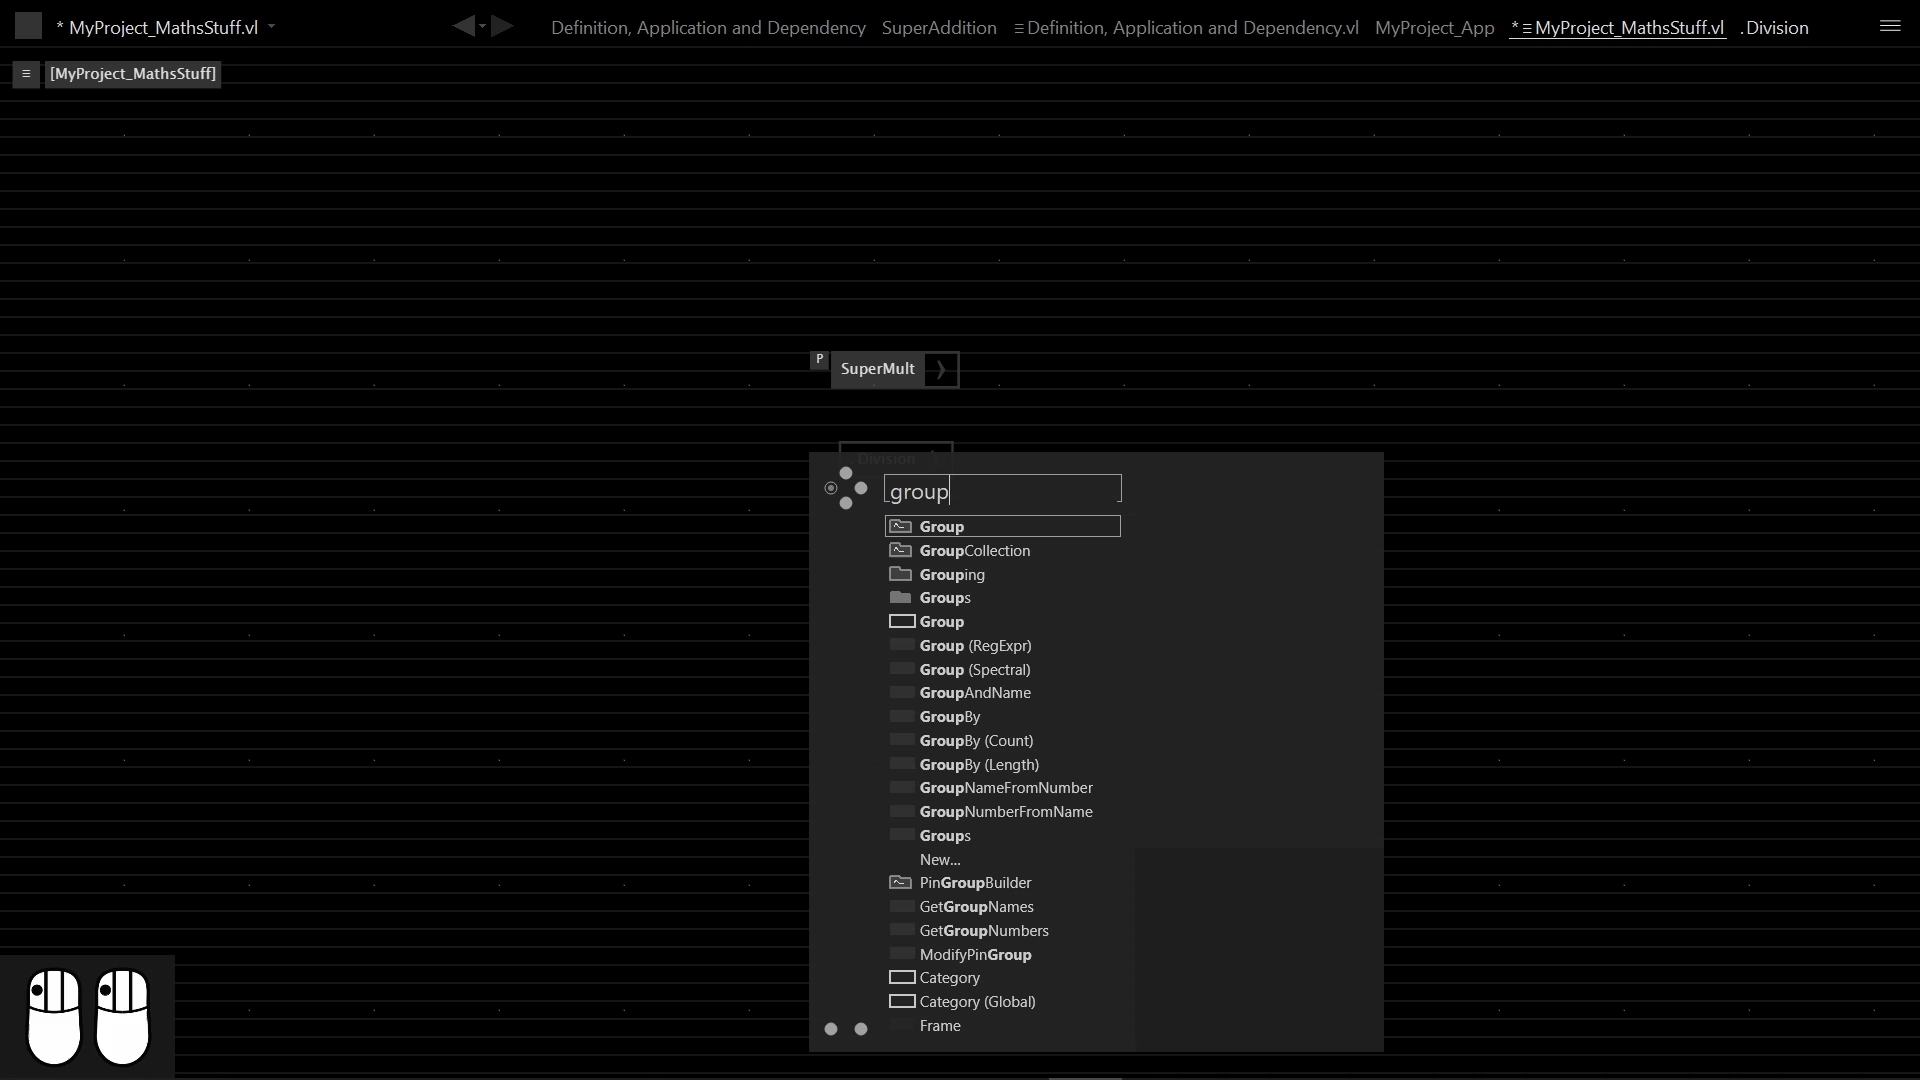 * MyProject_MathsStuff.vl
Definition, Application and Dependency
SuperAddition
Definition, Application and Dependency.vl
MyProject_App
* MyProject_MathsStuff.vl
.Division
[MyProject_MathsStuff]
P
SuperMult
Division
group
Group
GroupCollection
Grouping
Groups
Group
Group (RegExpr)
Group (Spectral)
GroupAndName
GroupBy
GroupBy (Count)
GroupBy (Length)
GroupNameFromNumber
GroupNumberFromName
Groups
New...
PinGroupBuilder
GetGroupNames
GetGroupNumbers
ModifyPinGroup
Category
Category (Global)
Frame